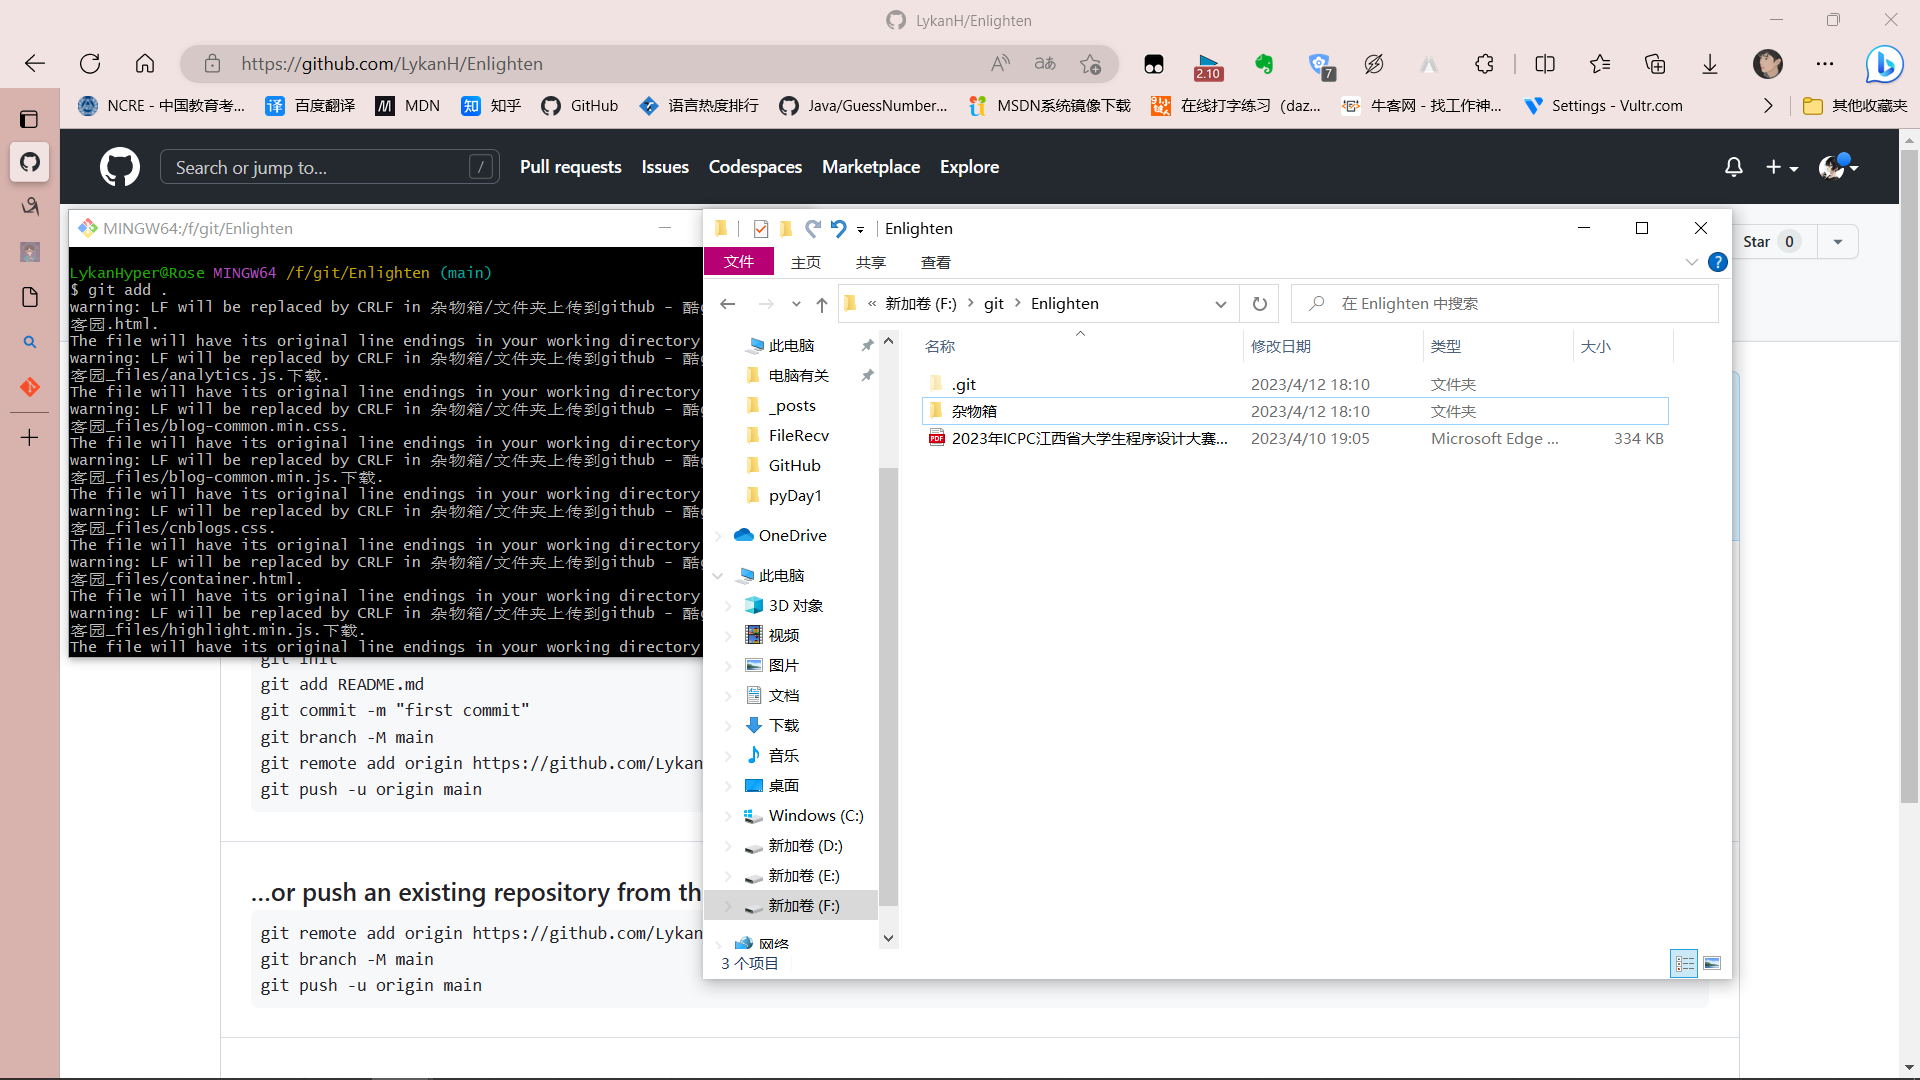 LykanH/Enlighten
https://github.com/LykanH/Enlighten
2.10
7
NCRE - 中国教育考...
百度翻译
MDN
知乎
GitHub
语言热度排行
Java/GuessNumber...
MSDN系统镜像下载
在线打字练习 (daz...
牛客网 - 找工作神...
Settings - Vultr.com
其他收藏夹
Search or jump to...
/
Pull requests
Issues
Codespaces
Marketplace
Explore
Star 0
MINGW64:/f/git/Enlighten
LykanHyper@Rose MINGW64 /f/git/Enlighten (main)
$ git add .
warning: LF will be replaced by CRLF in 杂物箱/文件夹上传到github - 酷
客园.html.
The file will have its original line endings in your working directory
warning: LF will be replaced by CRLF in 杂物箱/文件夹上传到github - 酷
客园_files/analytics.js.下载.
The file will have its original line endings in your working directory
warning: LF will be replaced by CRLF in 杂物箱/文件夹上传到github - 酷
客园_files/blog-common.min.css.
The file will have its original line endings in your working directory
warning: LF will be replaced by CRLF in 杂物箱/文件夹上传到github - 酷
客园_files/blog-common.min.js.下载.
The file will have its original line endings in your working directory
warning: LF will be replaced by CRLF in 杂物箱/文件夹上传到github - 酷
客园_files/cnblogs.css.
The file will have its original line endings in your working directory
warning: LF will be replaced by CRLF in 杂物箱/文件夹上传到github - 酷
客园_files/container.html.
The file will have its original line endings in your working directory
warning: LF will be replaced by CRLF in 杂物箱/文件夹上传到github - 酷
客园_files/highlight.min.js.下载.
The file will have its original line endings in your working directory
git init
git add README.md
git commit -m "first commit"
git branch -M main
git remote add origin https://github.com/Lykan
git push -u origin main
…or push an existing repository from th
git remote add origin https://github.com/Lykan
git branch -M main
git push -u origin main
Enlighten
文件
主页
共享
查看
« 新加卷 (F:) › git › Enlighten
在 Enlighten 中搜索
此电脑
电脑有关
_posts
FileRecv
GitHub
pyDay1
OneDrive
此电脑
3D 对象
视频
图片
文档
下载
音乐
桌面
Windows (C:)
新加卷 (D:)
新加卷 (E:)
新加卷 (F:)
网络
名称 修改日期 类型 大小
.git 2023/4/12 18:10 文件夹
杂物箱 2023/4/12 18:10 文件夹
PDF 2023年ICPC江西省大学生程序设计大赛... 2023/4/10 19:05 Microsoft Edge ... 334 KB
3 个项目